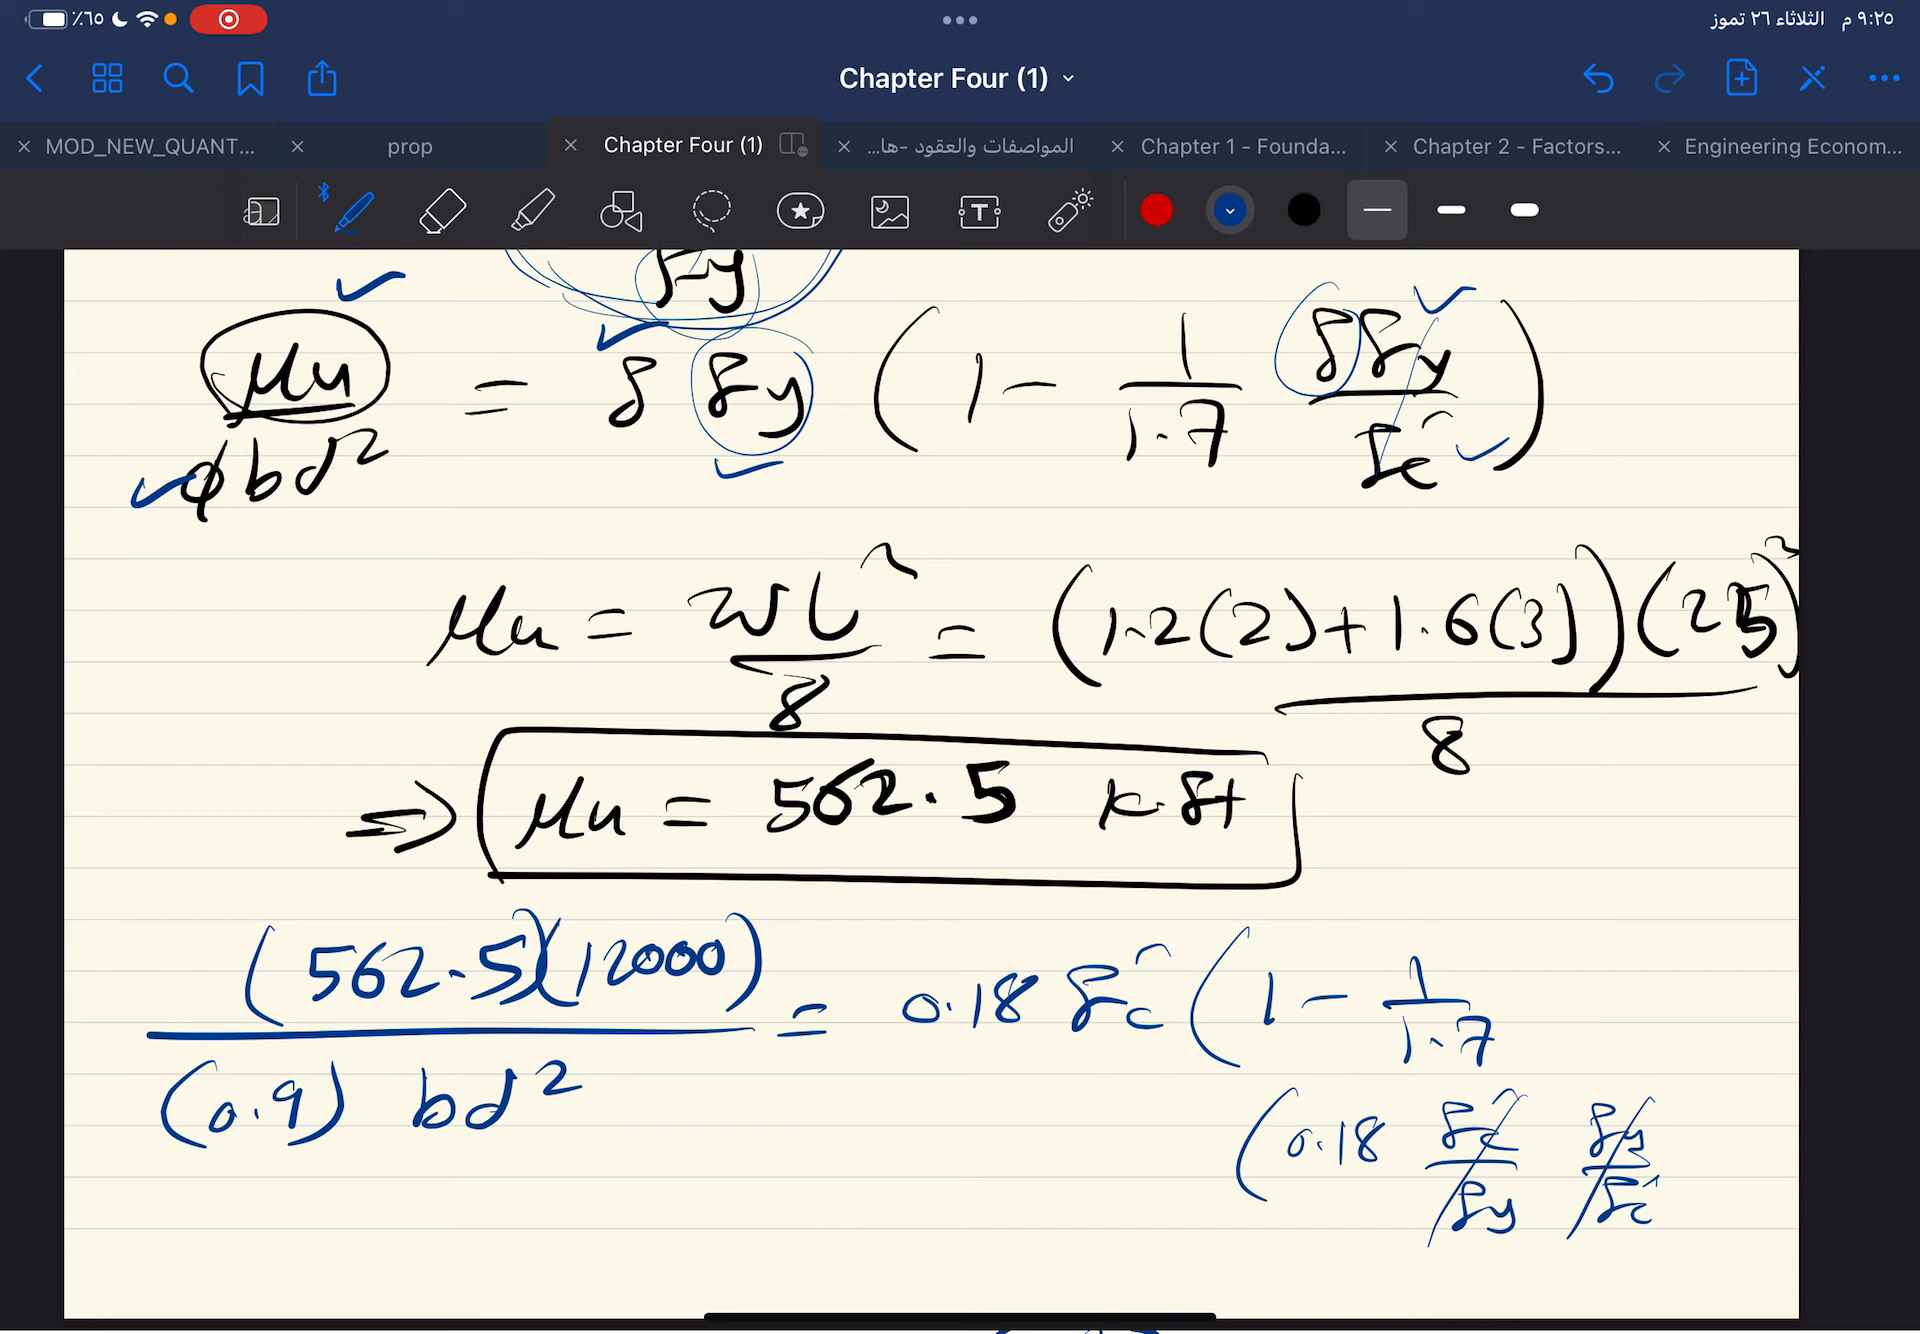 ٪٦٥
٩:٢٥ م الثلاثاء ٢٦ تموز
Chapter Four (1)
MOD_NEW_QUANT...
prop
Chapter Four (1)
المواصفات والعقود -ها...
Chapter 1 - Founda...
Chapter 2 - Factors...
Engineering Econom...
T
fy
Mu / ϕbd² = ρ fy (1 - 1/1.7 ρfy/fc')
Mu = wL²/8 = (1.2(2)+1.6(3))(25)²/8
⇒ Mu = 562.5 k.ft
(562.5)(12000) / (0.9) bd² = 0.18 fc' (1 - 1/1.7
(0.18 fc'/fy fy/fc'